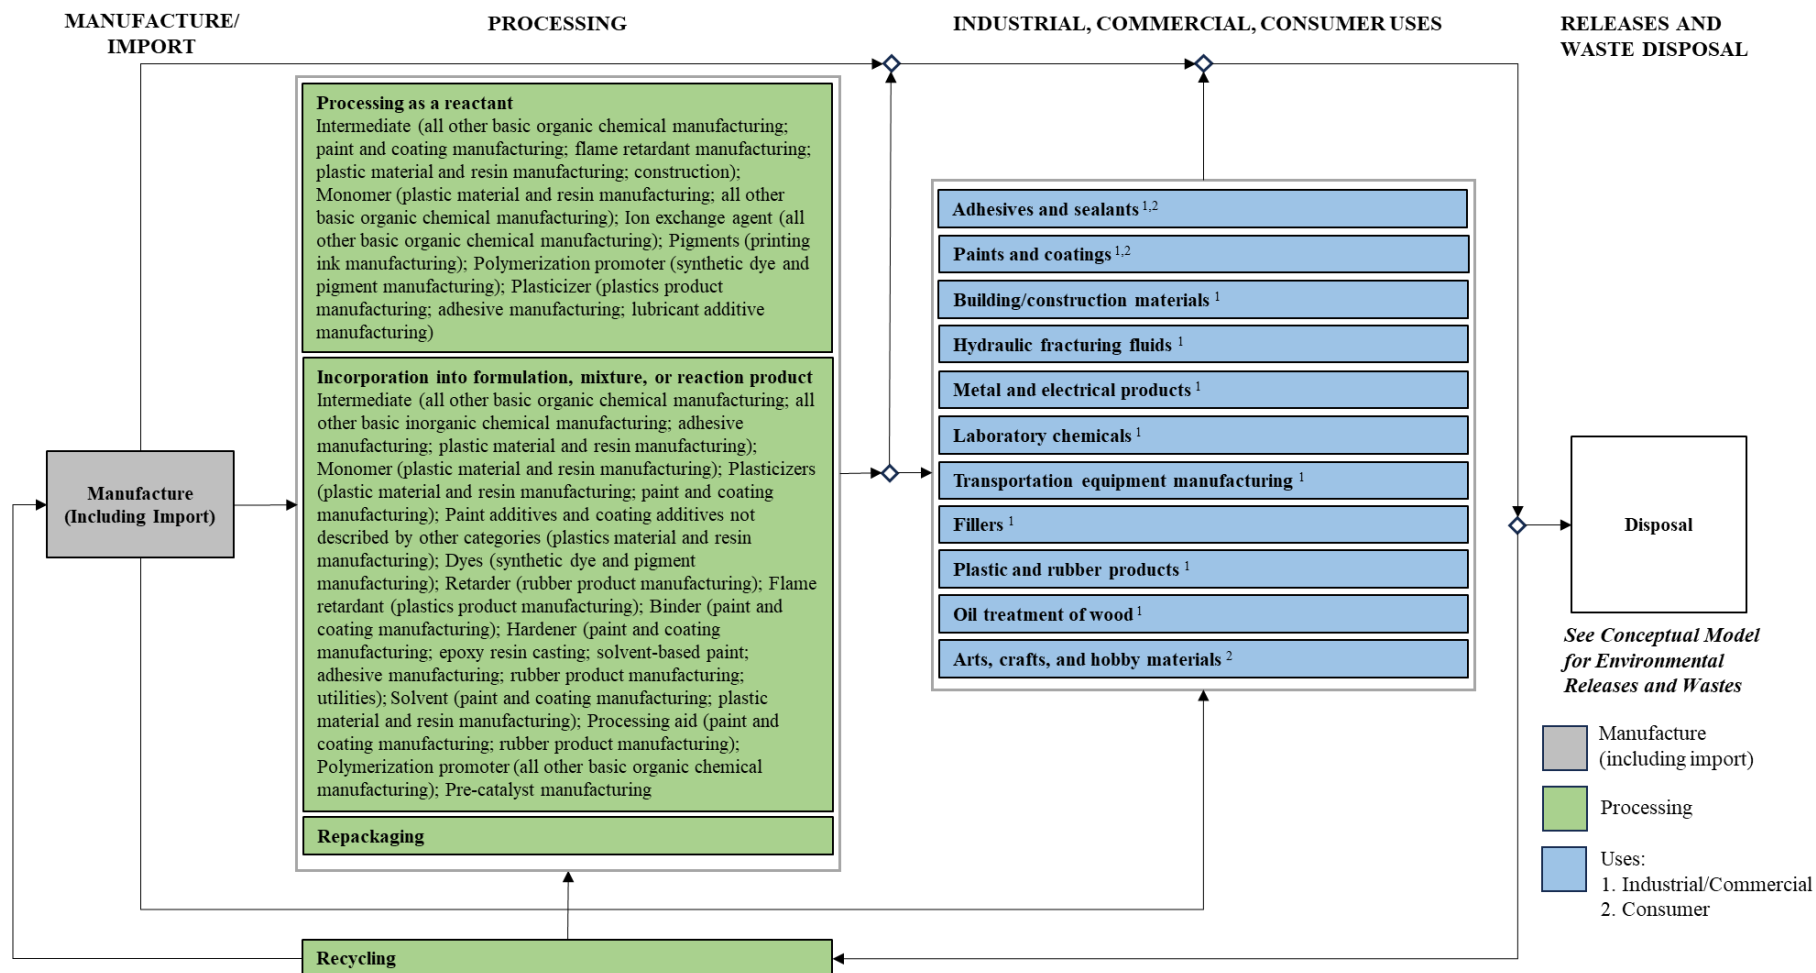 MANUFACTURE/
IMPORT
PROCESSING
INDUSTRIAL, COMMERCIAL, CONSUMER USES
RELEASES AND
WASTE DISPOSAL
Manufacture
(Including Import)
Processing as a reactant
Intermediate (all other basic organic chemical manufacturing;
paint and coating manufacturing; flame retardant manufacturing;
plastic material and resin manufacturing; construction);
Monomer (plastic material and resin manufacturing; all other
basic organic chemical manufacturing); Ion exchange agent (all
other basic organic chemical manufacturing); Pigments (printing
ink manufacturing); Polymerization promoter (synthetic dye and
pigment manufacturing); Plasticizer (plastics product
manufacturing; adhesive manufacturing; lubricant additive
manufacturing)
Incorporation into formulation, mixture, or reaction product
Intermediate (all other basic organic chemical manufacturing; all
other basic inorganic chemical manufacturing; adhesive
manufacturing; plastic material and resin manufacturing);
Monomer (plastic material and resin manufacturing); Plasticizers
(plastic material and resin manufacturing; paint and coating
manufacturing); Paint additives and coating additives not
described by other categories (plastics material and resin
manufacturing); Dyes (synthetic dye and pigment
manufacturing); Retarder (rubber product manufacturing); Flame
retardant (plastics product manufacturing); Binder (paint and
coating manufacturing); Hardener (paint and coating
manufacturing; epoxy resin casting; solvent-based paint;
adhesive manufacturing; rubber product manufacturing;
utilities); Solvent (paint and coating manufacturing; plastic
material and resin manufacturing); Processing aid (paint and
coating manufacturing; rubber product manufacturing);
Polymerization promoter (all other basic organic chemical
manufacturing); Pre-catalyst manufacturing
Repackaging
Recycling
Adhesives and sealants 1,2
Paints and coatings 1,2
Building/construction materials 1
Hydraulic fracturing fluids 1
Metal and electrical products 1
Laboratory chemicals 1
Transportation equipment manufacturing 1
Fillers 1
Plastic and rubber products 1
Oil treatment of wood 1
Arts, crafts, and hobby materials 2
Disposal
See Conceptual Model
for Environmental
Releases and Wastes
Manufacture
(including import)
Processing
Uses:
1. Industrial/Commercial
2. Consumer